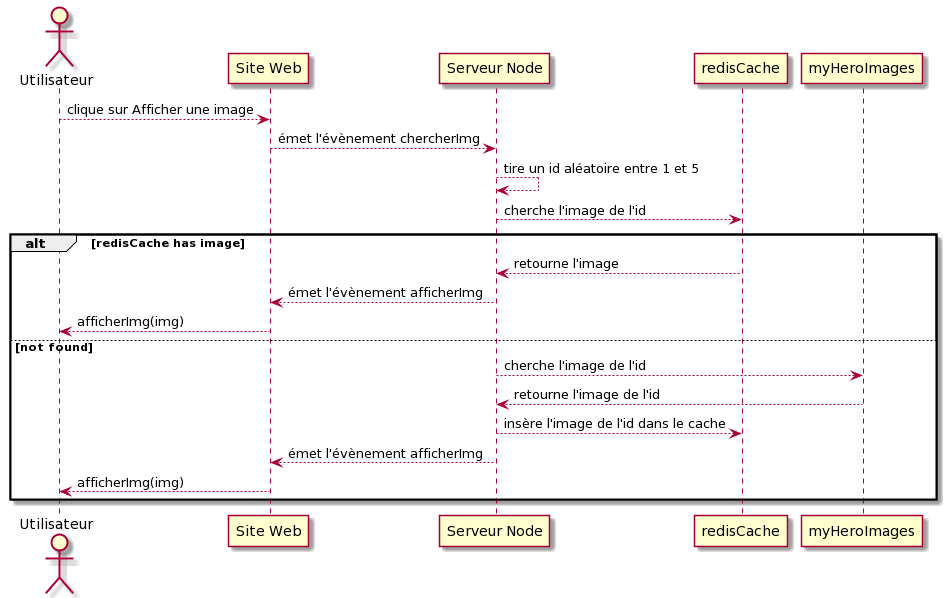 Utilisateur
Site Web
Serveur Node
redisCache
myHeroImages
clique sur Afficher une image
émet l'évènement chercherImg
tire un id aléatoire entre 1 et 5
cherche l'image de l'id
alt
[redisCache has image]
retourne l'image
émet l'évènement afficherImg
afficherImg(img)
[not found]
cherche l'image de l'id
retourne l'image de l'id
insère l'image de l'id dans le cache
émet l'évènement afficherImg
afficherImg(img)
Utilisateur
Site Web
Serveur Node
redisCache
myHeroImages